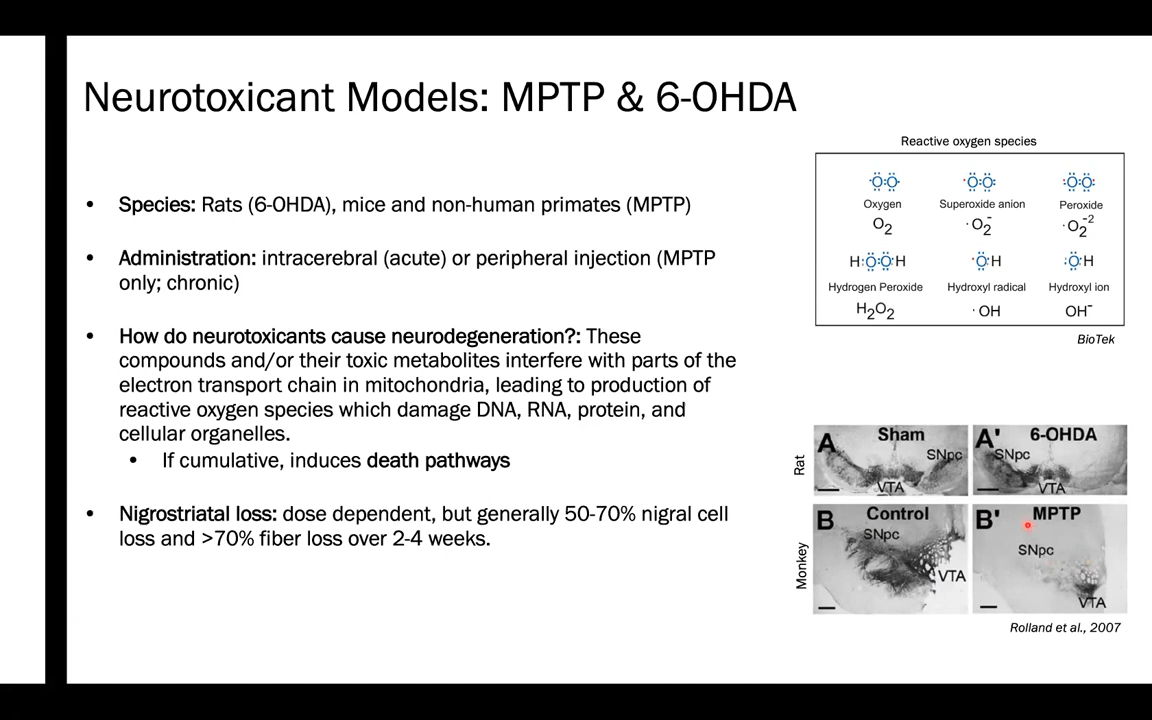 Neurotoxicant Models: MPTP & 6-OHDA
• Species: Rats (6-OHDA), mice and non-human primates (MPTP)
• Administration: intracerebral (acute) or peripheral injection (MPTP
only; chronic)
• How do neurotoxicants cause neurodegeneration?: These
compounds and/or their toxic metabolites interfere with parts of the
electron transport chain in mitochondria, leading to production of
reactive oxygen species which damage DNA, RNA, protein, and
cellular organelles.
• If cumulative, induces death pathways
• Nigrostriatal loss: dose dependent, but generally 50-70% nigral cell
loss and >70% fiber loss over 2-4 weeks.
Reactive oxygen species
·Ö:Ö· ·Ö:Ö: :Ö:Ö:
Oxygen Superoxide anion Peroxide
O₂ ·O₂⁻ ·O₂⁻²
H:Ö:Ö:H ·Ö:H :Ö:H
Hydrogen Peroxide Hydroxyl radical Hydroxyl ion
H₂O₂ ·OH OH⁻
BioTek
Rat
A Sham SNpc VTA
A' 6-OHDA SNpc VTA
Monkey
B Control SNpc VTA
B' MPTP SNpc VTA
Rolland et al., 2007